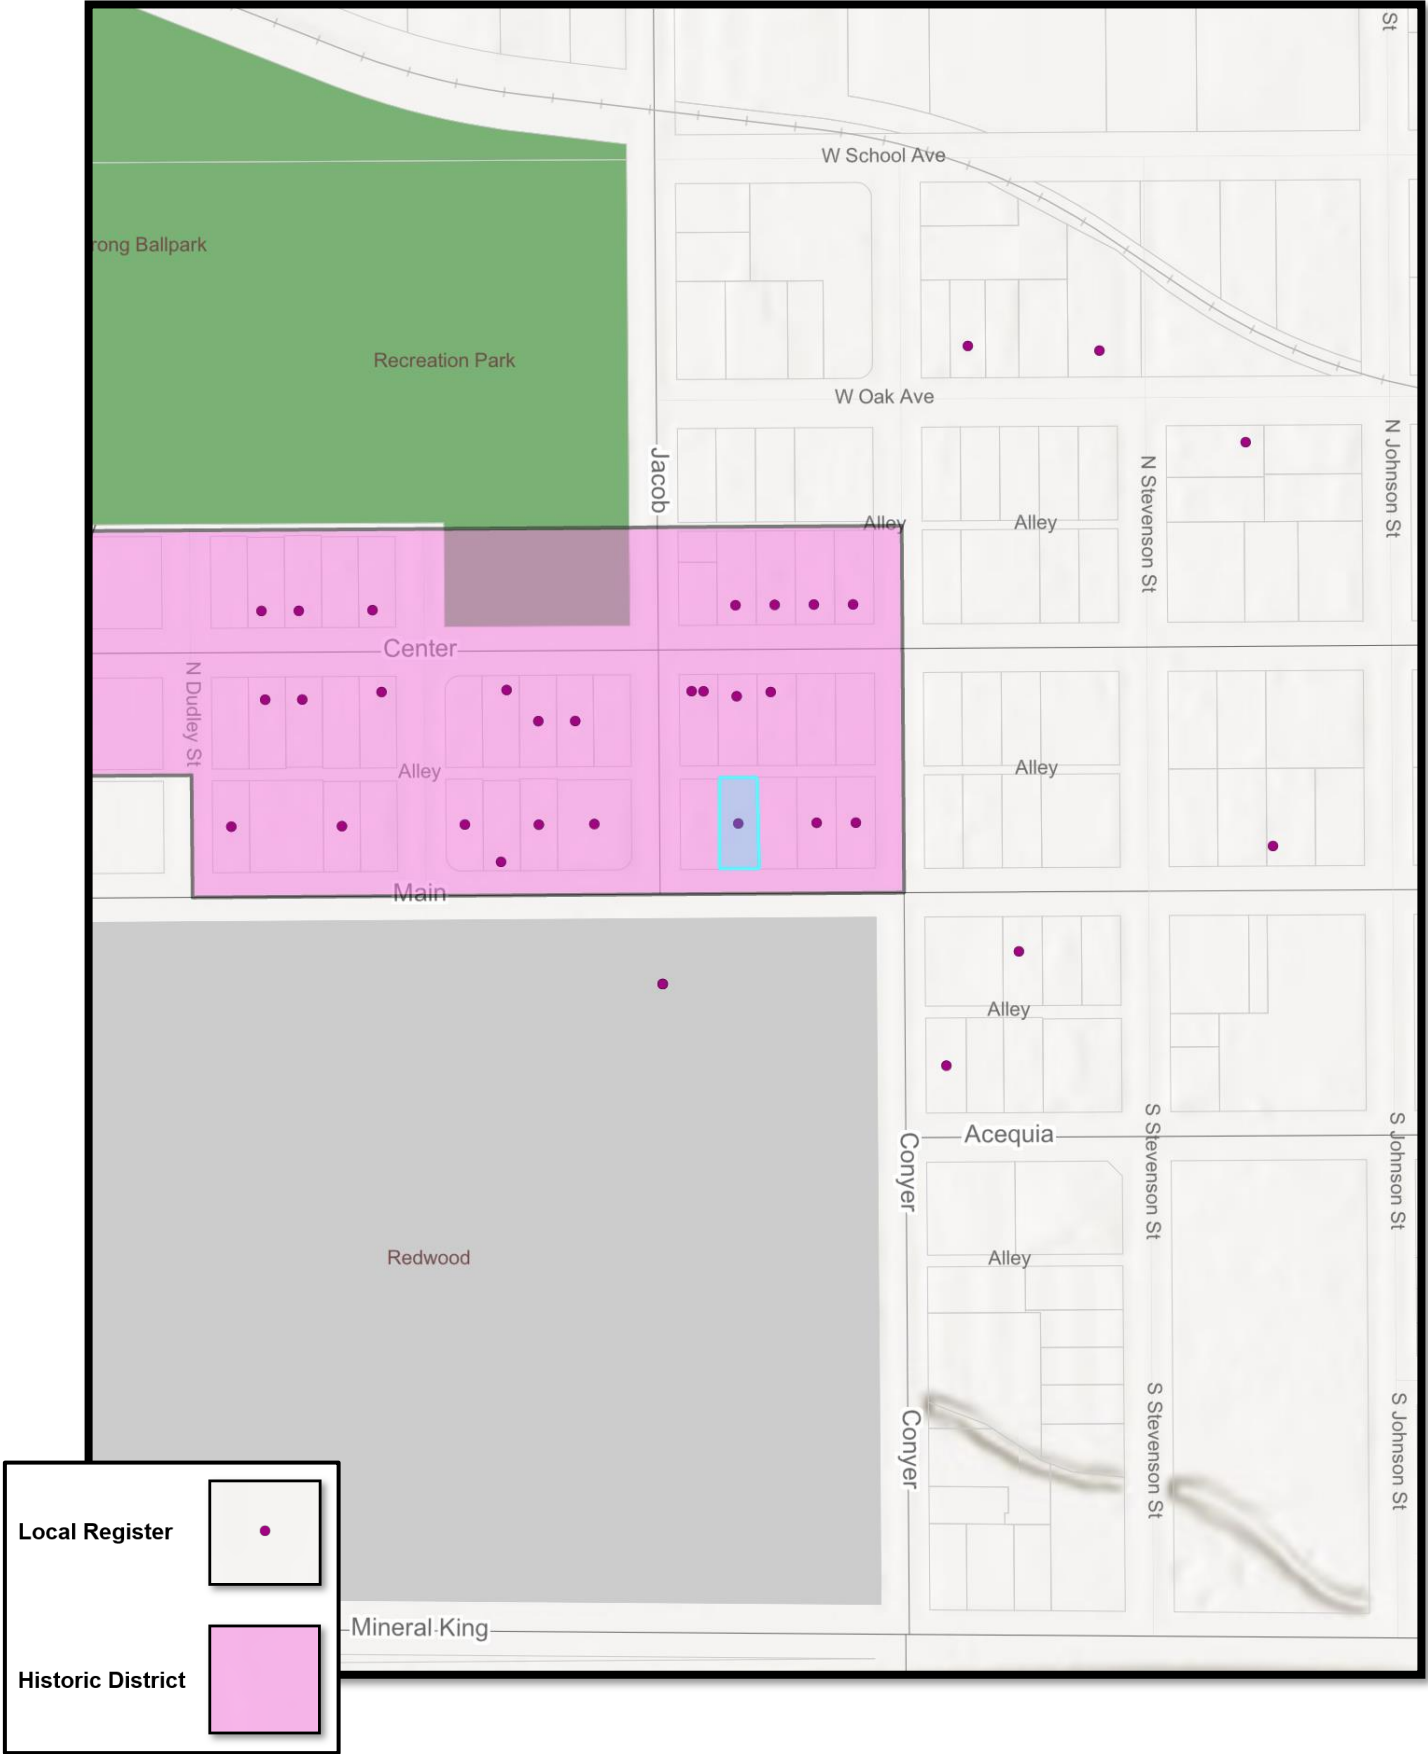 St
W School Ave
rong Ballpark
Recreation Park
W Oak Ave
Jacob
N Stevenson St
N Johnson St
Alley
Alley
Center
N Dudley St
Alley
Alley
Main
Alley
Acequia
Conyer
S Stevenson St
S Johnson St
Redwood
Alley
Conyer
S Stevenson St
S Johnson St
Local Register
Mineral King
Historic District